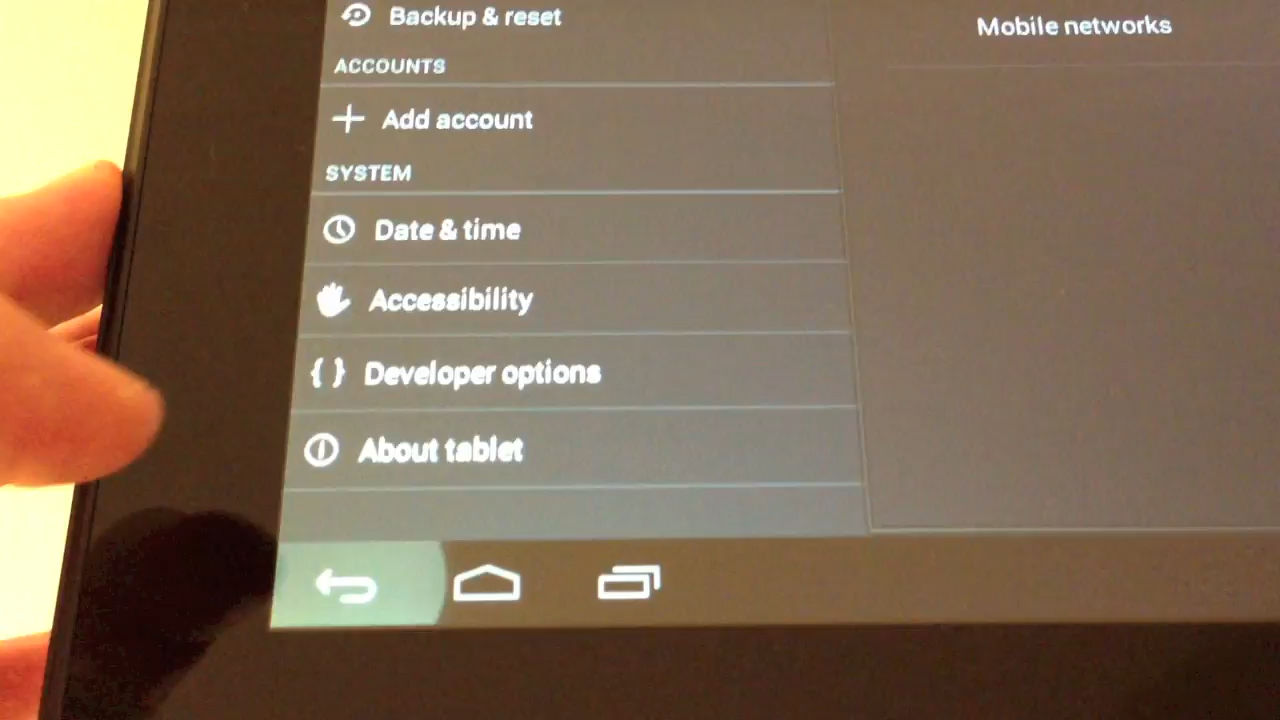 Backup & reset
Mobile networks
ACCOUNTS
Add account
SYSTEM
Date & time
Accessibility
{ } Developer options
About tablet